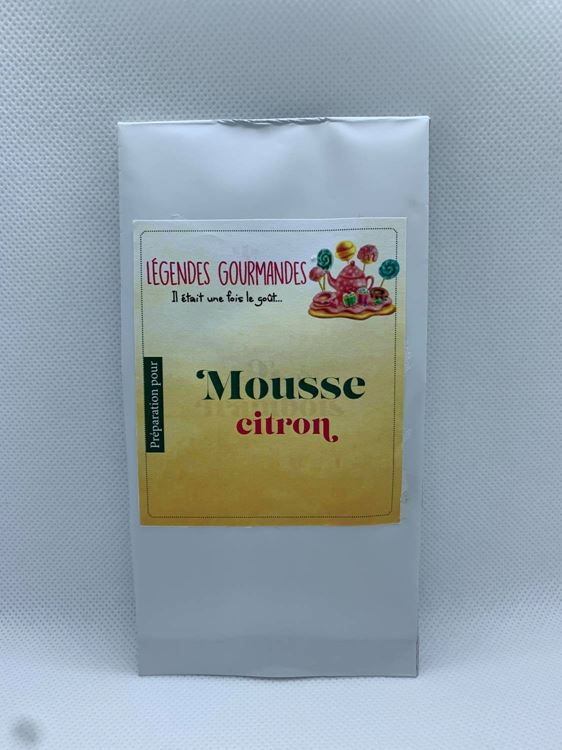 LÉGENDES GOURMANDES
Il était une fois le goût...
Préparation pour
Mousse
citron